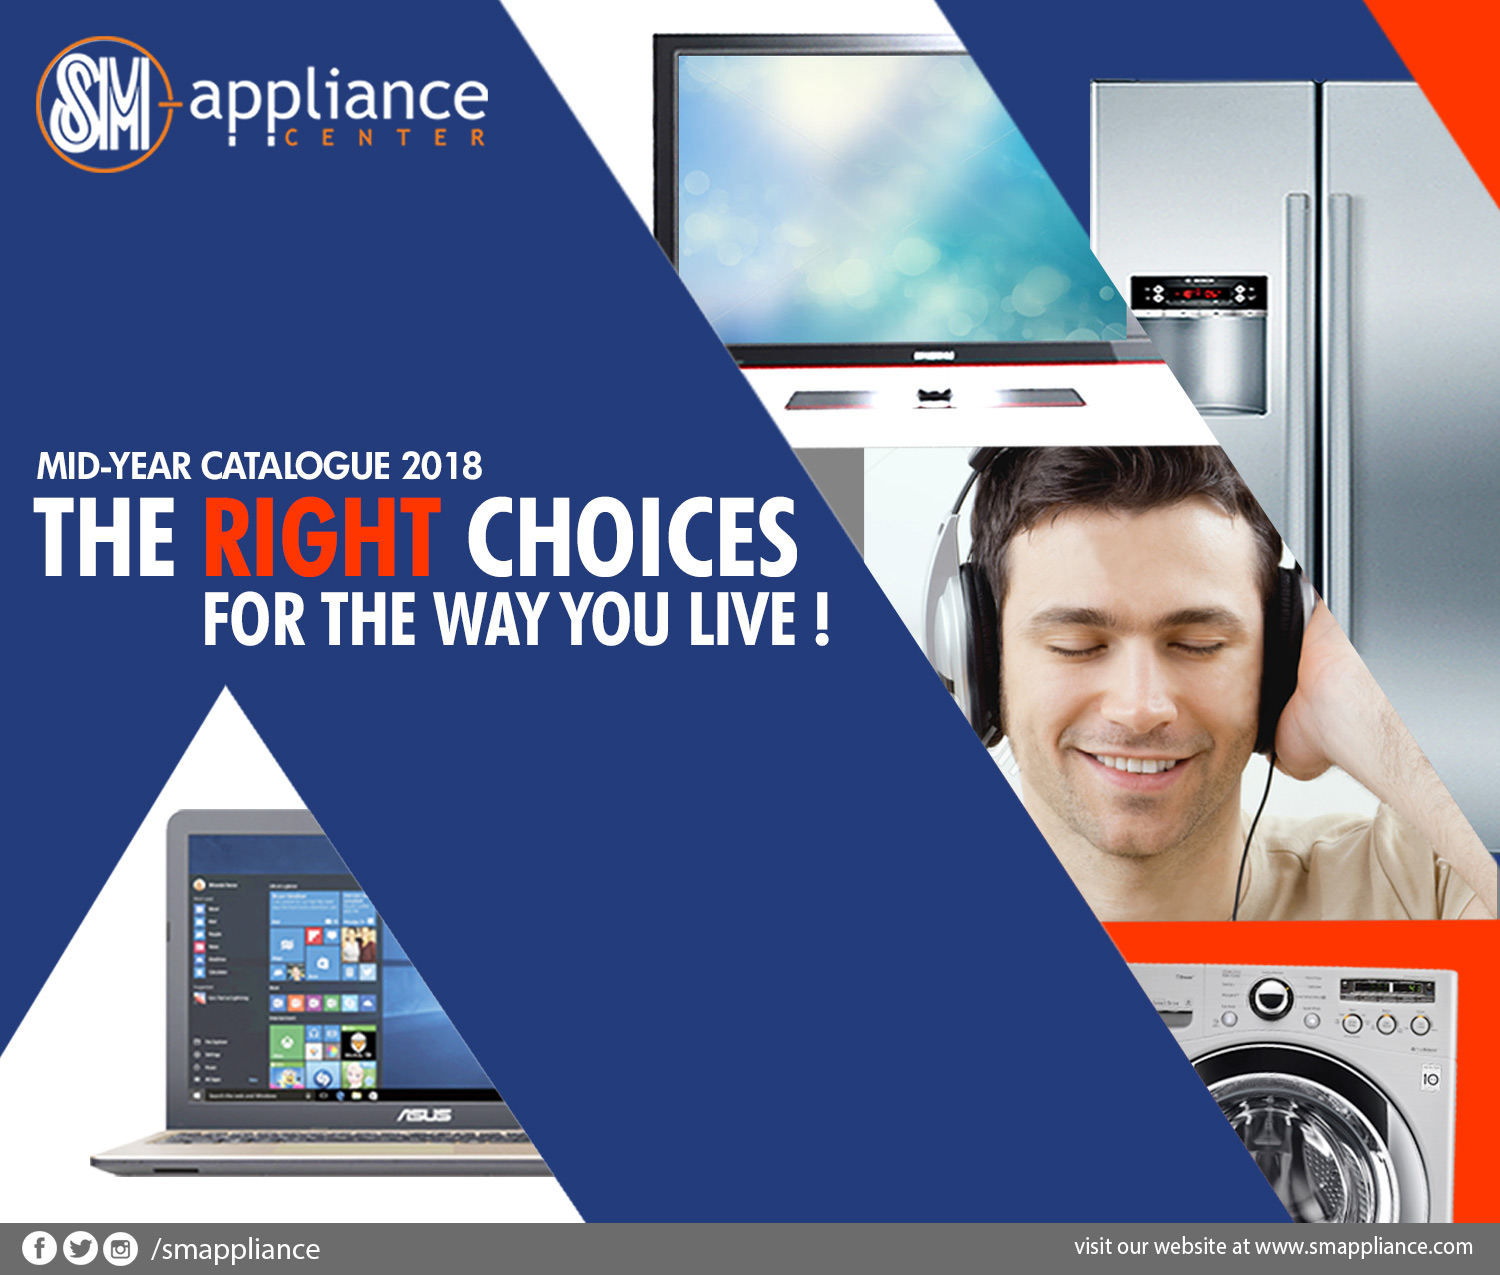 SM appliance
CENTER
MID-YEAR CATALOGUE 2018
THE RIGHT CHOICES
FOR THE WAY YOU LIVE !
ASUS
/smappliance
visit our website at www.smappliance.com